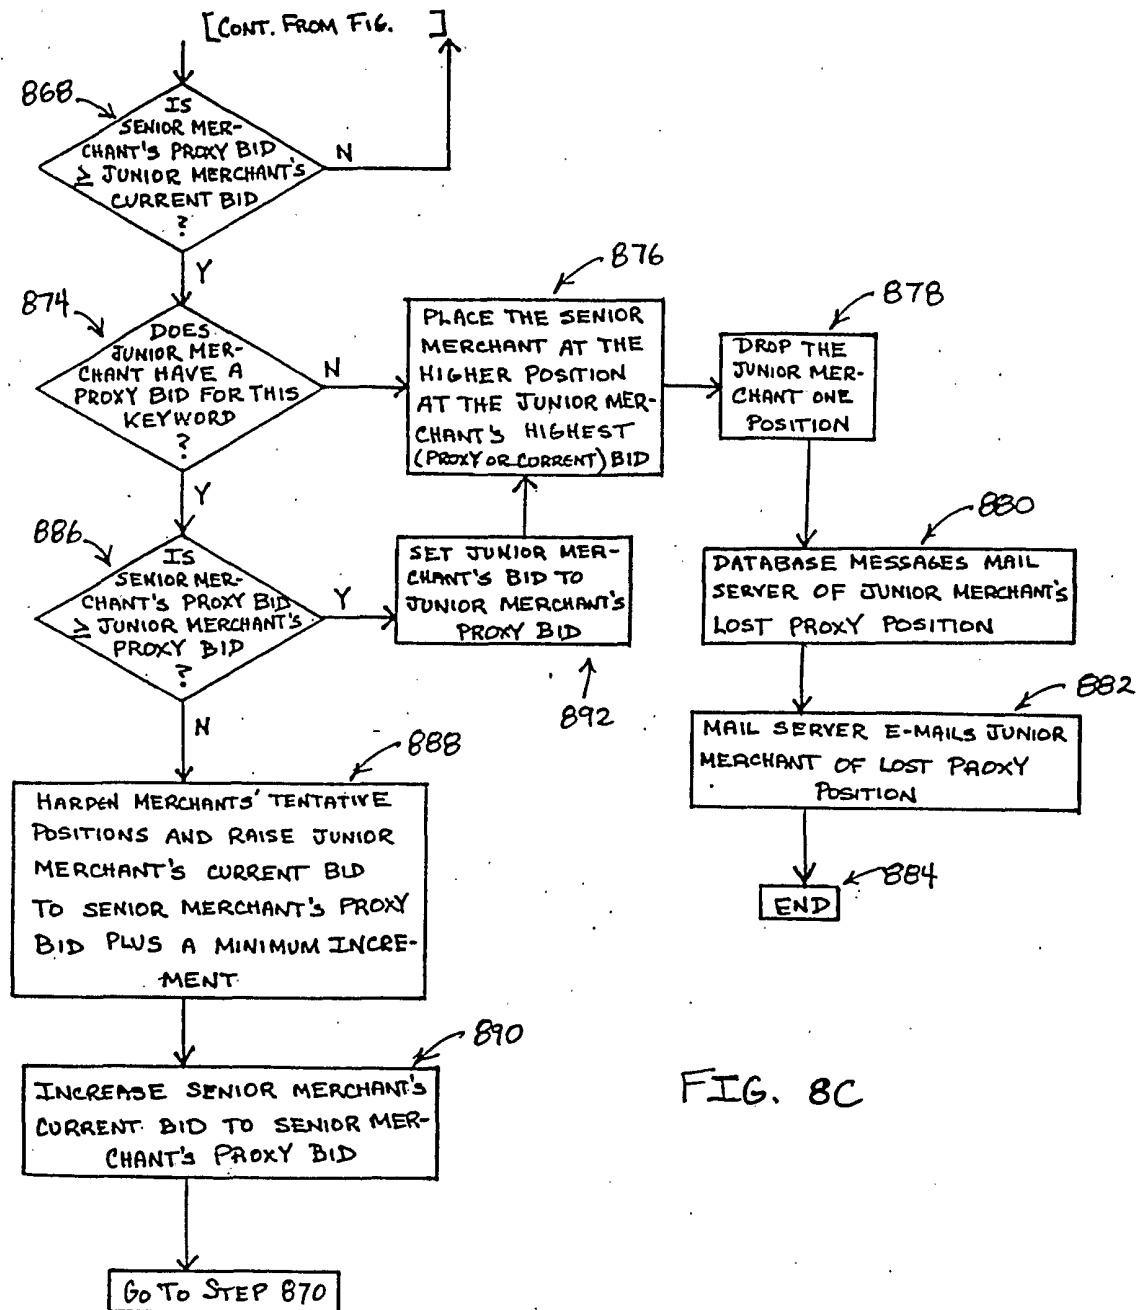 [CONT. FROM FIG. ]
868
IS
SENIOR MER-
CHANT'S PROXY BID
≥ JUNIOR MERCHANT'S
CURRENT BID
?
N
Y
874
DOES
JUNIOR MER-
CHANT HAVE A
PROXY BID FOR THIS
KEYWORD
?
N
Y
876
PLACE THE SENIOR
MERCHANT AT THE
HIGHER POSITION
AT THE JUNIOR MER-
CHANT'S HIGHEST
(PROXY OR CURRENT) BID
878
DROP THE
JUNIOR MER-
CHANT ONE
POSITION
886
IS
SENIOR MER-
CHANT'S PROXY BID
≥ JUNIOR MERCHANT'S
PROXY BID
?
Y
N
SET JUNIOR MER-
CHANT'S BID TO
JUNIOR MERCHANT'S
PROXY BID
892
880
DATABASE MESSAGES MAIL
SERVER OF JUNIOR MERCHANT'S
LOST PROXY POSITION
882
MAIL SERVER E-MAILS JUNIOR
MERCHANT OF LOST PROXY
POSITION
884
END
888
HARDEN MERCHANTS' TENTATIVE
POSITIONS AND RAISE JUNIOR
MERCHANT'S CURRENT BID
TO SENIOR MERCHANT'S PROXY
BID PLUS A MINIMUM INCRE-
MENT
890
INCREASE SENIOR MERCHANT'S
CURRENT BID TO SENIOR MER-
CHANT'S PROXY BID
GO TO STEP 870
FIG. 8C